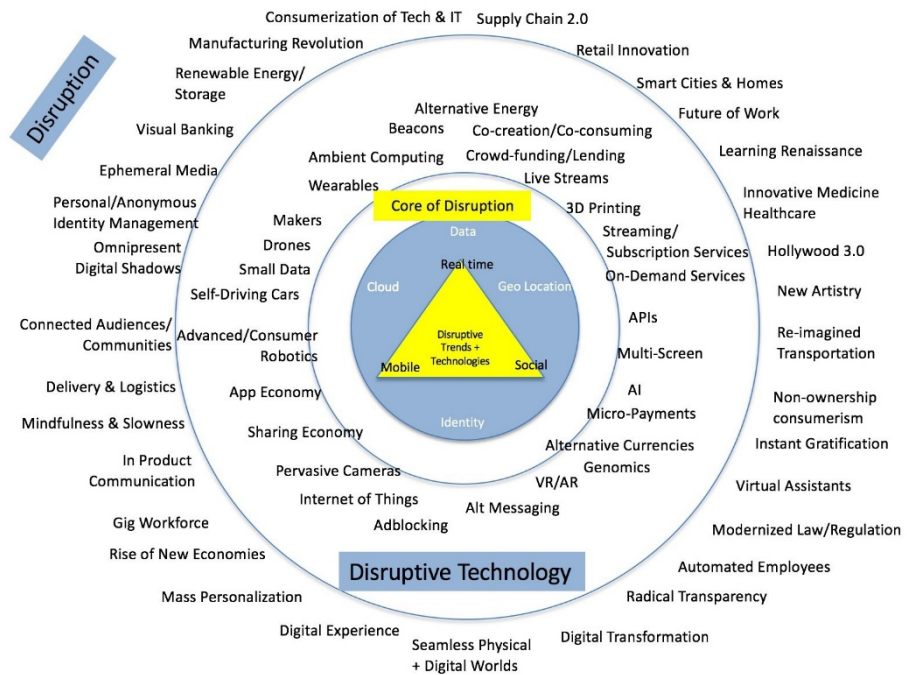 Consumerization of Tech & IT
Supply Chain 2.0
Manufacturing Revolution
Retail Innovation
Disruption
Renewable Energy/
Storage
Smart Cities & Homes
Visual Banking
Future of Work
Ephemeral Media
Learning Renaissance
Personal/Anonymous
Identity Management
Innovative Medicine
Healthcare
Omnipresent
Digital Shadows
Hollywood 3.0
New Artistry
Connected Audiences/
Communities
Re-imagined
Transportation
Delivery & Logistics
Non-ownership
consumerism
Mindfulness & Slowness
Instant Gratification
In Product
Communication
Virtual Assistants
Gig Workforce
Modernized Law/Regulation
Rise of New Economies
Automated Employees
Mass Personalization
Radical Transparency
Digital Experience
Seamless Physical
+ Digital Worlds
Digital Transformation
Alternative Energy
Beacons
Co-creation/Co-consuming
Ambient Computing
Crowd-funding/Lending
Wearables
Live Streams
Makers
3D Printing
Drones
Streaming/
Subscription Services
Small Data
On-Demand Services
Self-Driving Cars
APIs
Advanced/Consumer
Robotics
Multi-Screen
App Economy
AI
Micro-Payments
Sharing Economy
Alternative Currencies
Genomics
Pervasive Cameras
VR/AR
Internet of Things
Alt Messaging
Adblocking
Disruptive Technology
Core of Disruption
Data
Real time
Cloud
Geo Location
Disruptive
Trends +
Technologies
Mobile
Social
Identity